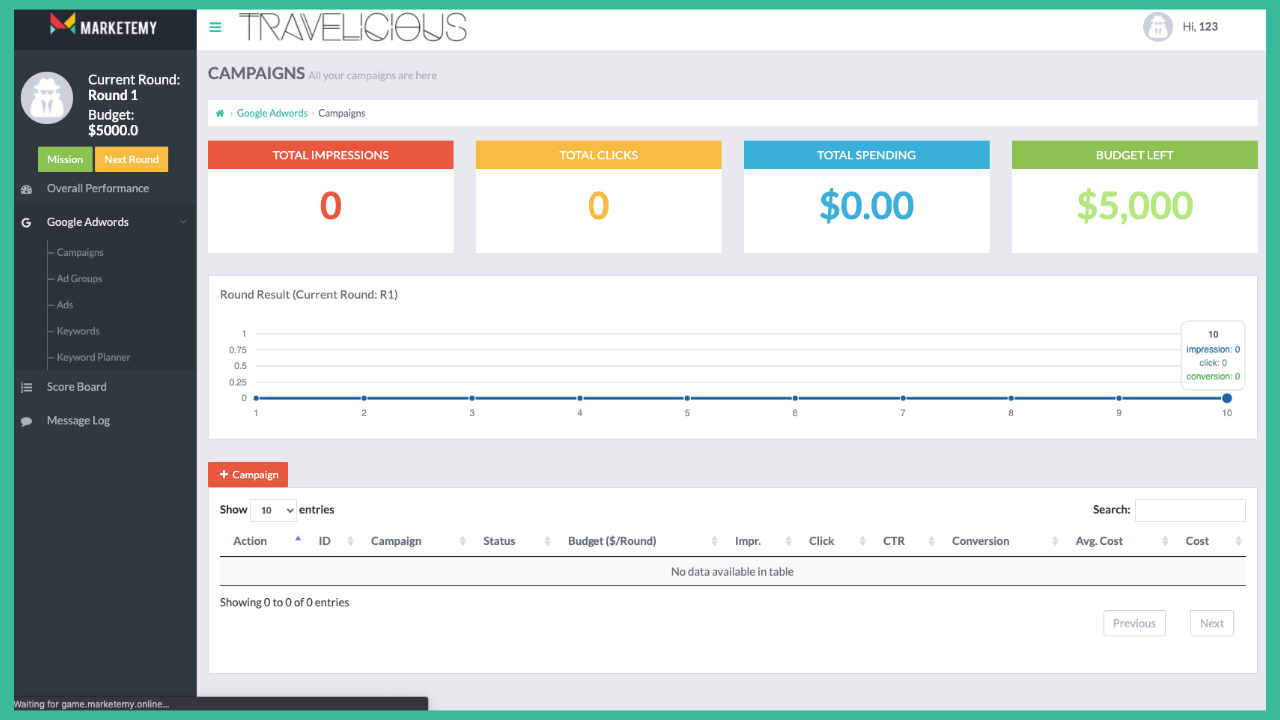 MARKETEMY
TRAVELICIOUS
Hi, 123
Current Round:
Round 1
Budget:
$5000.0
Mission
Next Round
Overall Performance
Google Adwords
Campaigns
Ad Groups
Ads
Keywords
Keyword Planner
Score Board
Message Log
CAMPAIGNS All your campaigns are here
Google Adwords › Campaigns
TOTAL IMPRESSIONS
0
TOTAL CLICKS
0
TOTAL SPENDING
$0.00
BUDGET LEFT
$5,000
Round Result (Current Round: R1)
1
0.75
0.5
0.25
0
1 2 3 4 5 6 7 8 9 10
10
impression: 0
click: 0
conversion: 0
+ Campaign
Show 10 entries
Search:
Action ID Campaign Status Budget ($/Round) Impr. Click CTR Conversion Avg. Cost Cost
No data available in table
Showing 0 to 0 of 0 entries
Previous
Next
Waiting for game.marketemy.online...